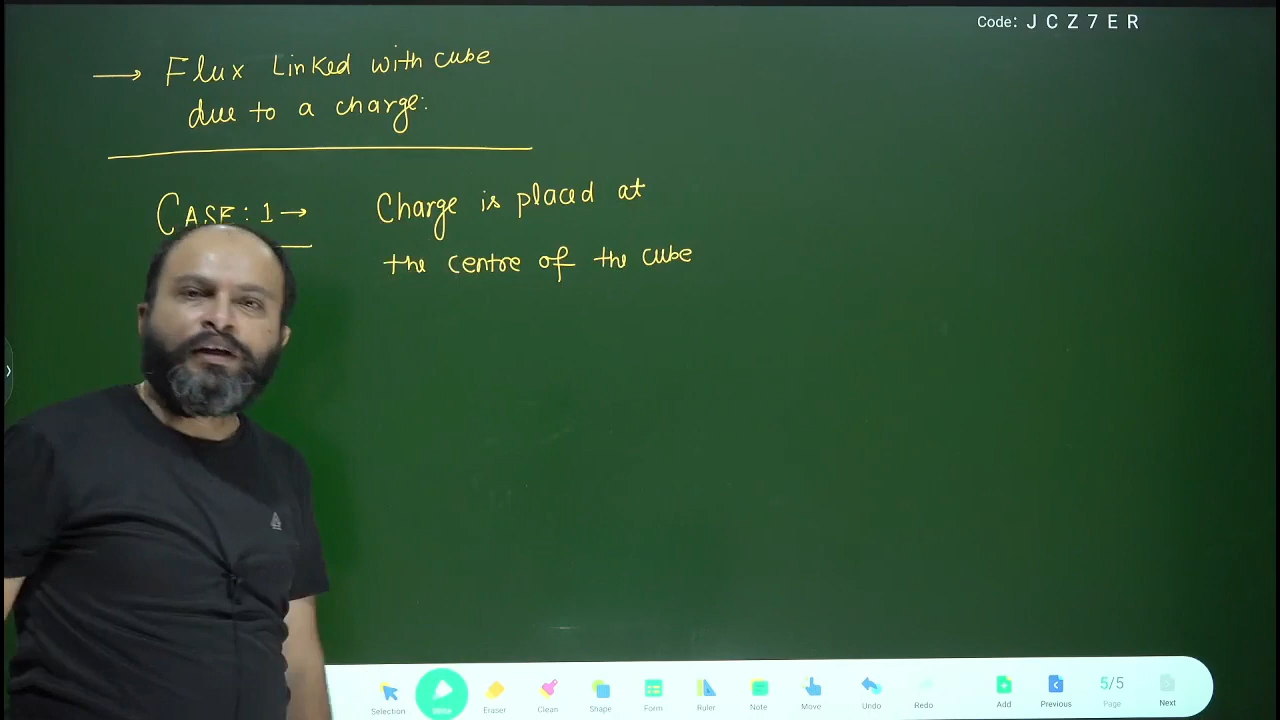 Code: J C Z 7 E R
→ Flux Linked with cube
due to a charge:
CASE: 1 → Charge is placed at
the centre of the cube
Selection
Eraser
Clean
Shape
Form
Ruler
Note
Move
Undo
Redo
Add
Previous
5/5
Page
Next